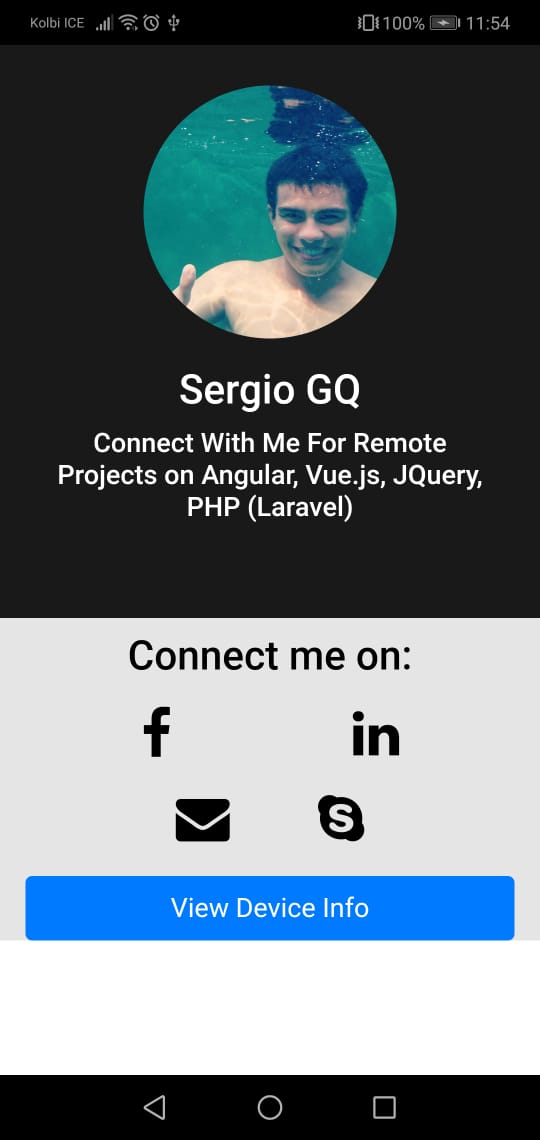 Kolbi ICE 100% 11:54
Sergio GQ
Connect With Me For Remote
Projects on Angular, Vue.js, JQuery,
PHP (Laravel)
Connect me on:
f in
S
View Device Info